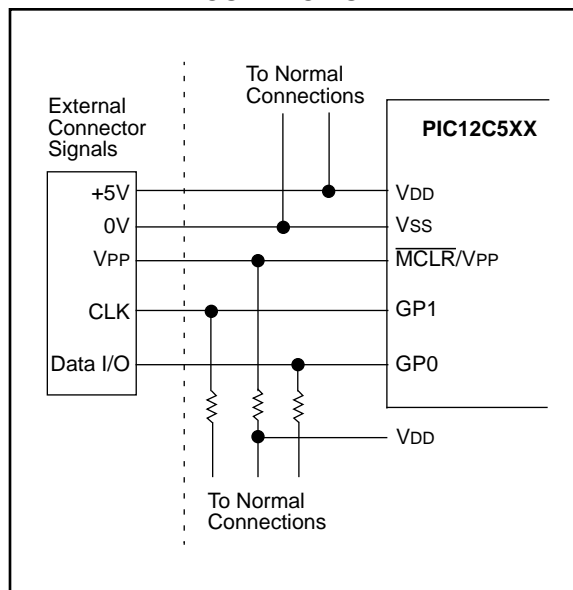 To Normal
Connections
External
Connector
Signals
PIC12C5XX
+5V
VDD
0V
VSS
VPP
MCLR/VPP
CLK
GP1
Data I/O
GP0
VDD
To Normal
Connections